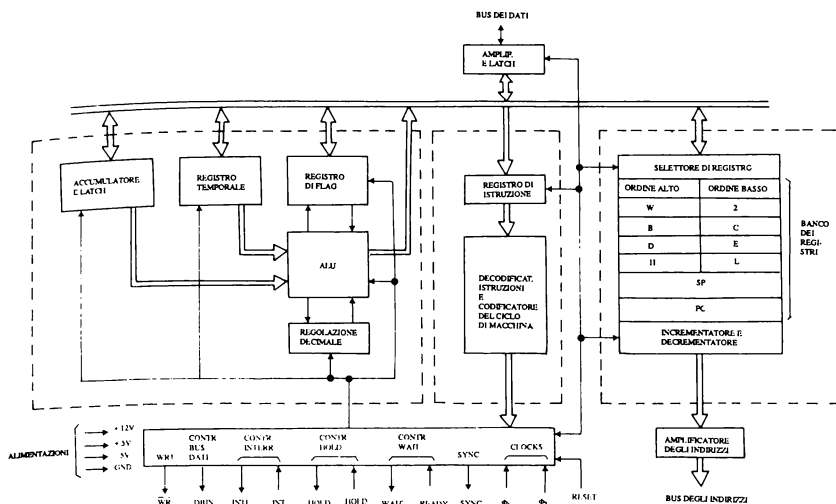 BUS DEI DATI
AMPLIF.
E LATCH
ACCUMULATORE
E LATCH
REGISTRO
TEMPORALE
REGISTRO
DI FLAG
ALU
REGOLAZIONE
DECIMALE
REGISTRO DI
ISTRUZIONE
DECODIFICAT.
ISTRUZIONI
E
CODIFICATORE
DEL CICLO
DI MACCHINA
SELETTORE DI REGISTRO
ORDINE ALTO ORDINE BASSO
W 2
B C
D E
H L
SP
PC
INCREMENTATORE E
DECREMENTATORE
BANCO
DEI
REGI-
STRI
ALIMENTAZIONI
+ 12V
+ 5V
5V
GND
WRI
CONTR
BUS
DATI
CONTR
INTERR
CONTR
HOLD
CONTR
WAIT
SYNC
CLOCKS
AMPLIFICATORE
DEGLI INDIRIZZI
WR DBIN INTE INT HOLD HOLD WAIT READY SYNC RESET
BUS DEGLI INDIRIZZI